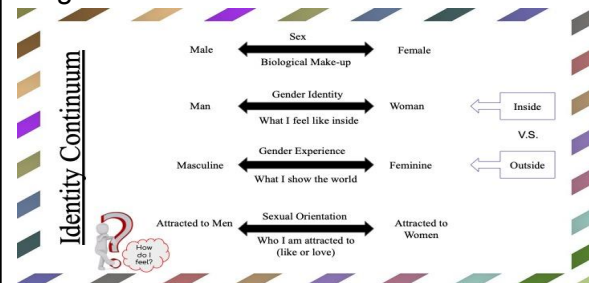 Identity Continuum
Sex
Male
Female
Biological Make-up
Gender Identity
Man
Woman
What I feel like inside
Inside
V.S.
Gender Experience
Masculine
Feminine
What I show the world
Outside
Sexual Orientation
Attracted to Men
Attracted to
Women
Who I am attracted to
(like or love)
How
do I
feel?